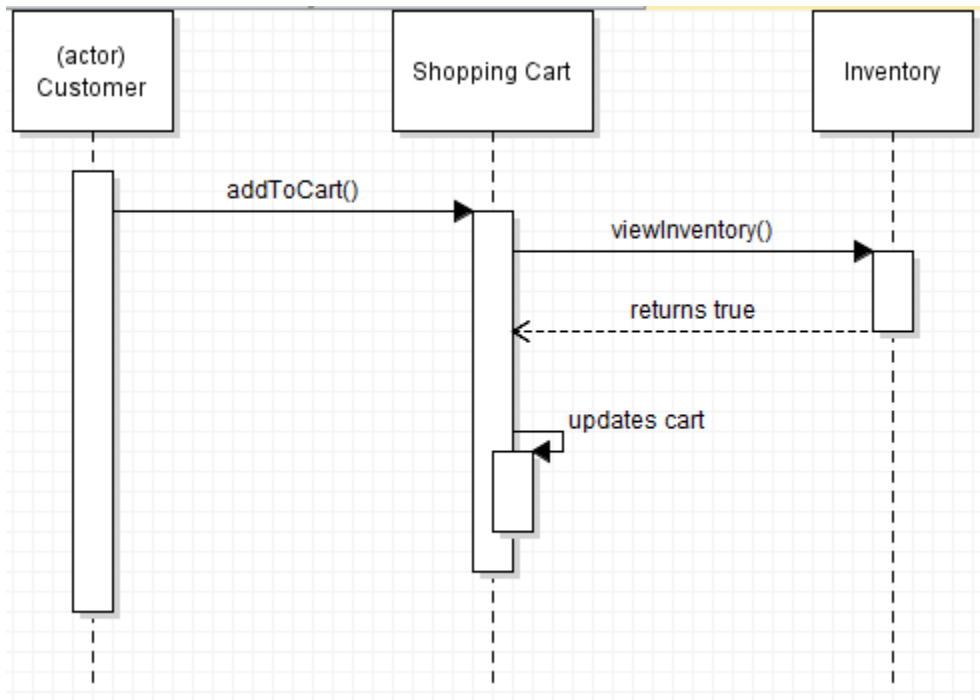 (actor)
Customer
Shopping Cart
Inventory
addToCart()
viewInventory()
returns true
updates cart